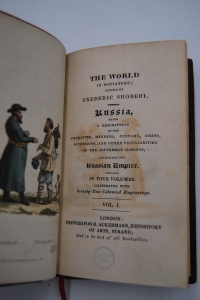 THE WORLD
IN MINIATURE;
EDITED BY
FREDERIC SHOBERL.
Russia,
BEING
A DESCRIPTION
OF THE
CHARACTER, MANNERS, CUSTOMS, DRESS,
DIVERSIONS, AND OTHER PECULIARITIES
OF THE DIFFERENT NATIONS,
INHABITING THE
Russian Empire.
IN FOUR VOLUMES.
ILLUSTRATED WITH
Seventy-Two Coloured Engravings.
VOL. I.
LONDON:
PRINTED FOR R. ACKERMANN, REPOSITORY
OF ARTS, STRAND;
And to be had of all Booksellers.